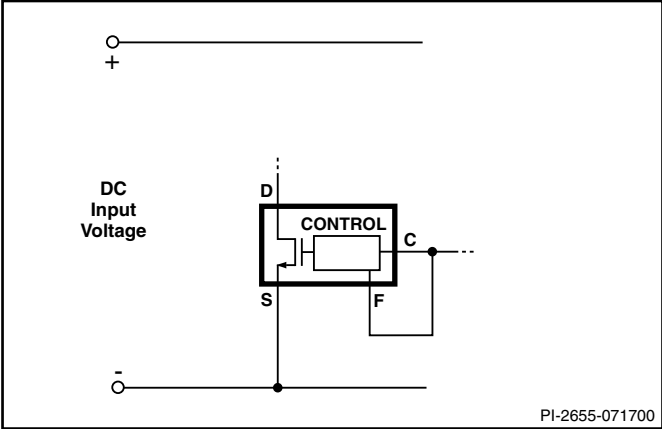 +
DC
Input
Voltage
D
CONTROL
C
S
F
-
PI-2655-071700